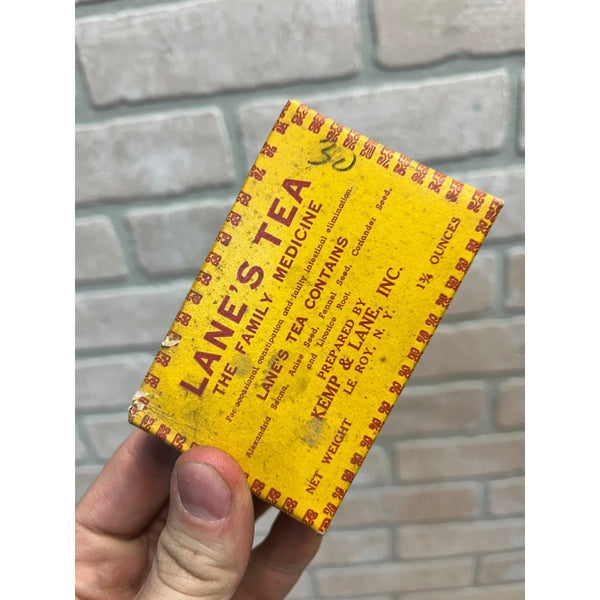 30
LANE'S TEA
THE FAMILY MEDICINE
For occasional constipation and faulty intestinal elimination.
LANE'S TEA CONTAINS
Alexandria Senna, Anise Seed, Fennel Seed, Coriander Seed,
and Licorice Root.
PREPARED BY
KEMP & LANE, INC.
LE ROY, N. Y.
NET WEIGHT 1¾ OUNCES